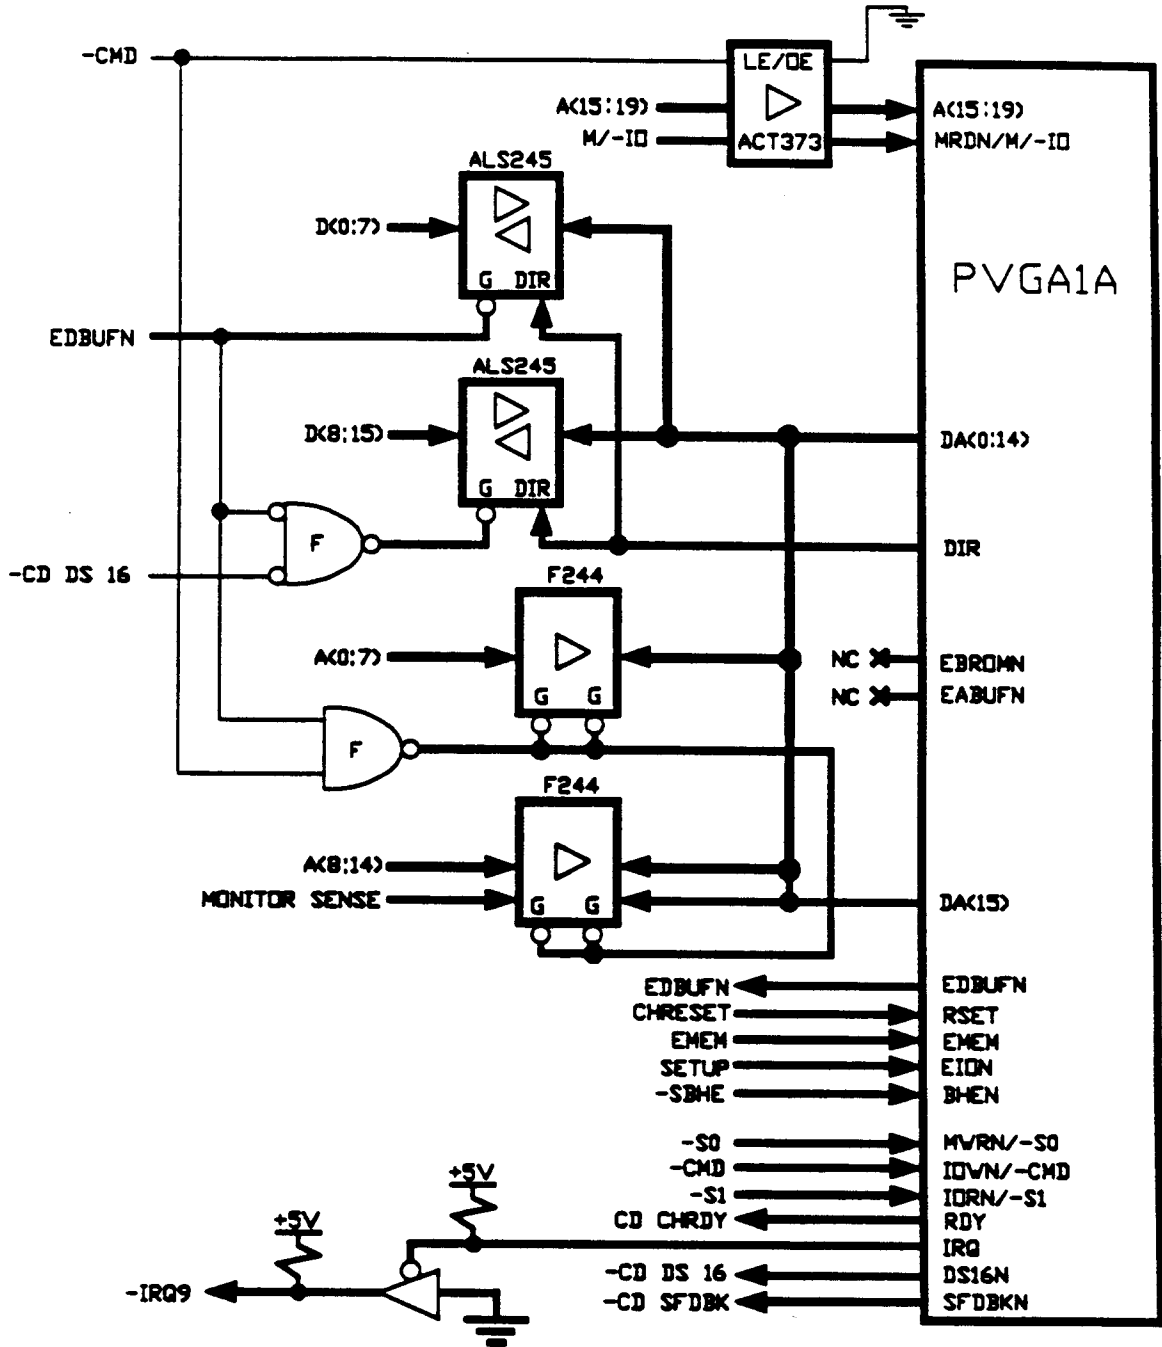 -CMD
LE/OE
A(15:19)
A(15:19)
M/-IO
ACT373
MRDN/M/-IO
ALS245
D(0:7)
G DIR
PVGA1A
EDBUFN
ALS245
D(8:15)
DA(0:14)
G DIR
F
DIR
-CD DS 16
F244
A(0:7)
NC
EBROMN
G G
NC
EABUFN
F
F244
A(8:14)
MONITOR SENSE
G G
DA(15)
EDBUFN
EDBUFN
CHRESET
RSET
EMEM
EMEM
SETUP
EION
-SBHE
BHEN
-S0
MWRN/-S0
-CMD
IOWN/-CMD
+5V
-S1
IORN/-S1
+5V
CD CHRDY
RDY
IRQ
-CD DS 16
DS16N
-IRQ9
-CD SFDBK
SFDBKN